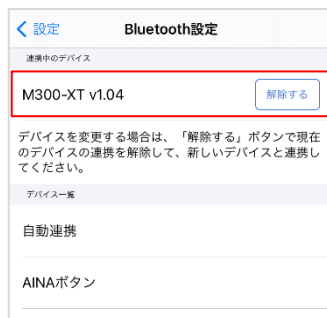 設定 Bluetooth設定
連携中のデバイス
M300-XT v1.04 解除する
デバイスを変更する場合は、「解除する」ボタンで現在
のデバイスの連携を解除して、新しいデバイスと連携し
てください。
デバイス一覧
自動連携
AINAボタン